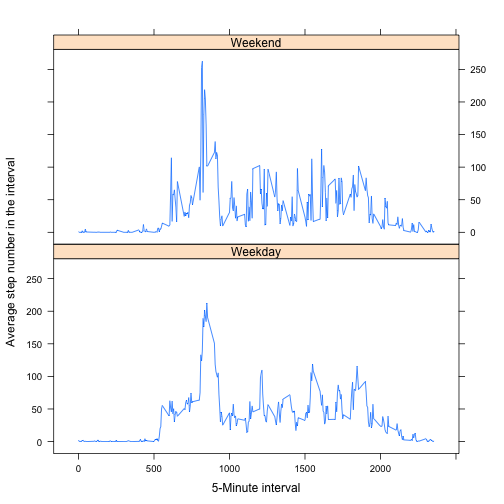 Weekend
250
200
150
100
50
0
Weekday
250
200
150
100
50
0
0 500 1000 1500 2000
5-Minute interval
Average step number in the interval